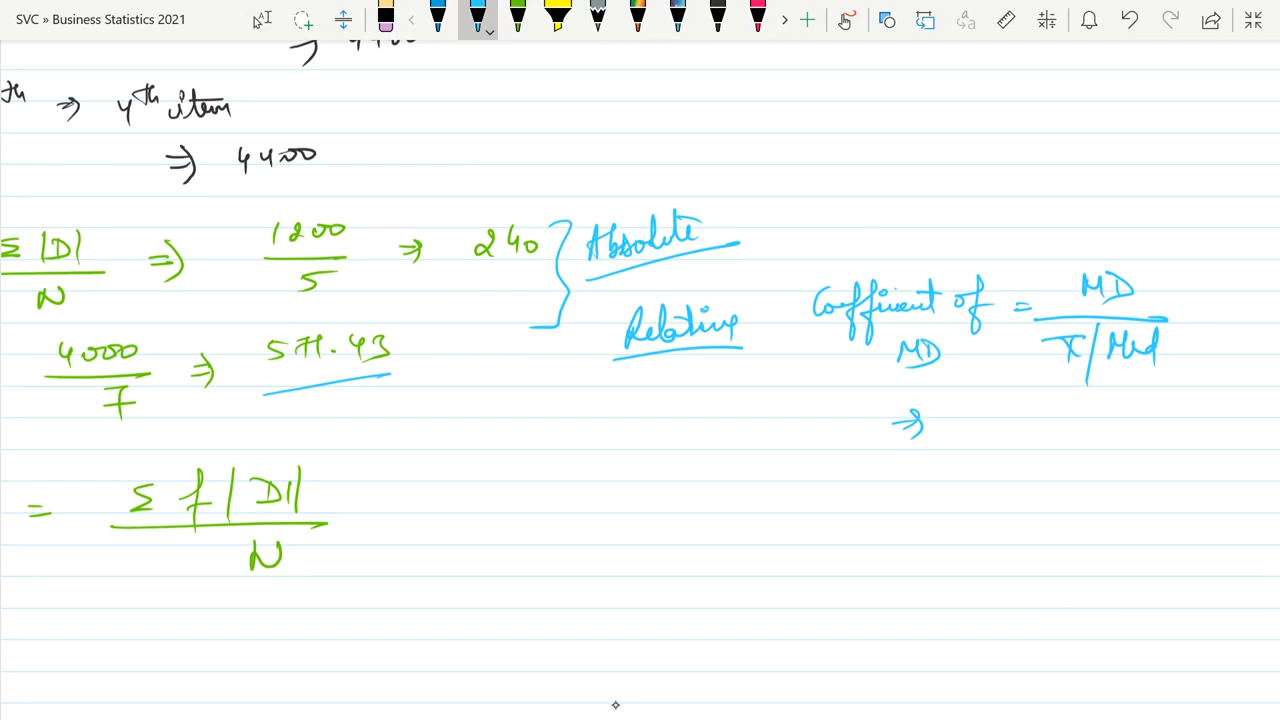 SVC » Business Statistics 2021
th ⇒ 4th item
⇒ 4400
Σ |D| / N ⇒ 1200 / 5 ⇒ 240 } Absolute
Relative
Coefficient of MD = MD / x̄ / Med
4000 / 7 ⇒ 571.43
⇒
= Σ f |D| / N